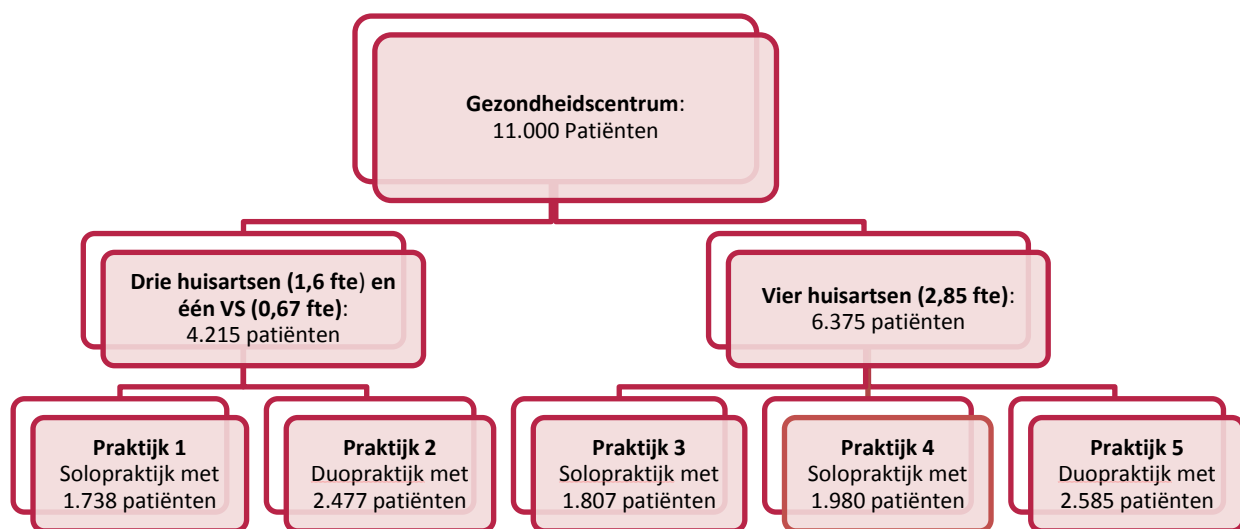 Gezondheidscentrum:
11.000 Patiënten
Drie huisartsen (1,6 fte) en
één VS (0,67 fte):
4.215 patiënten
Vier huisartsen (2,85 fte):
6.375 patiënten
Praktijk 1
Solopraktijk met
1.738 patiënten
Praktijk 2
Duopraktijk met
2.477 patiënten
Praktijk 3
Solopraktijk met
1.807 patiënten
Praktijk 4
Solopraktijk met
1.980 patiënten
Praktijk 5
Duopraktijk met
2.585 patiënten